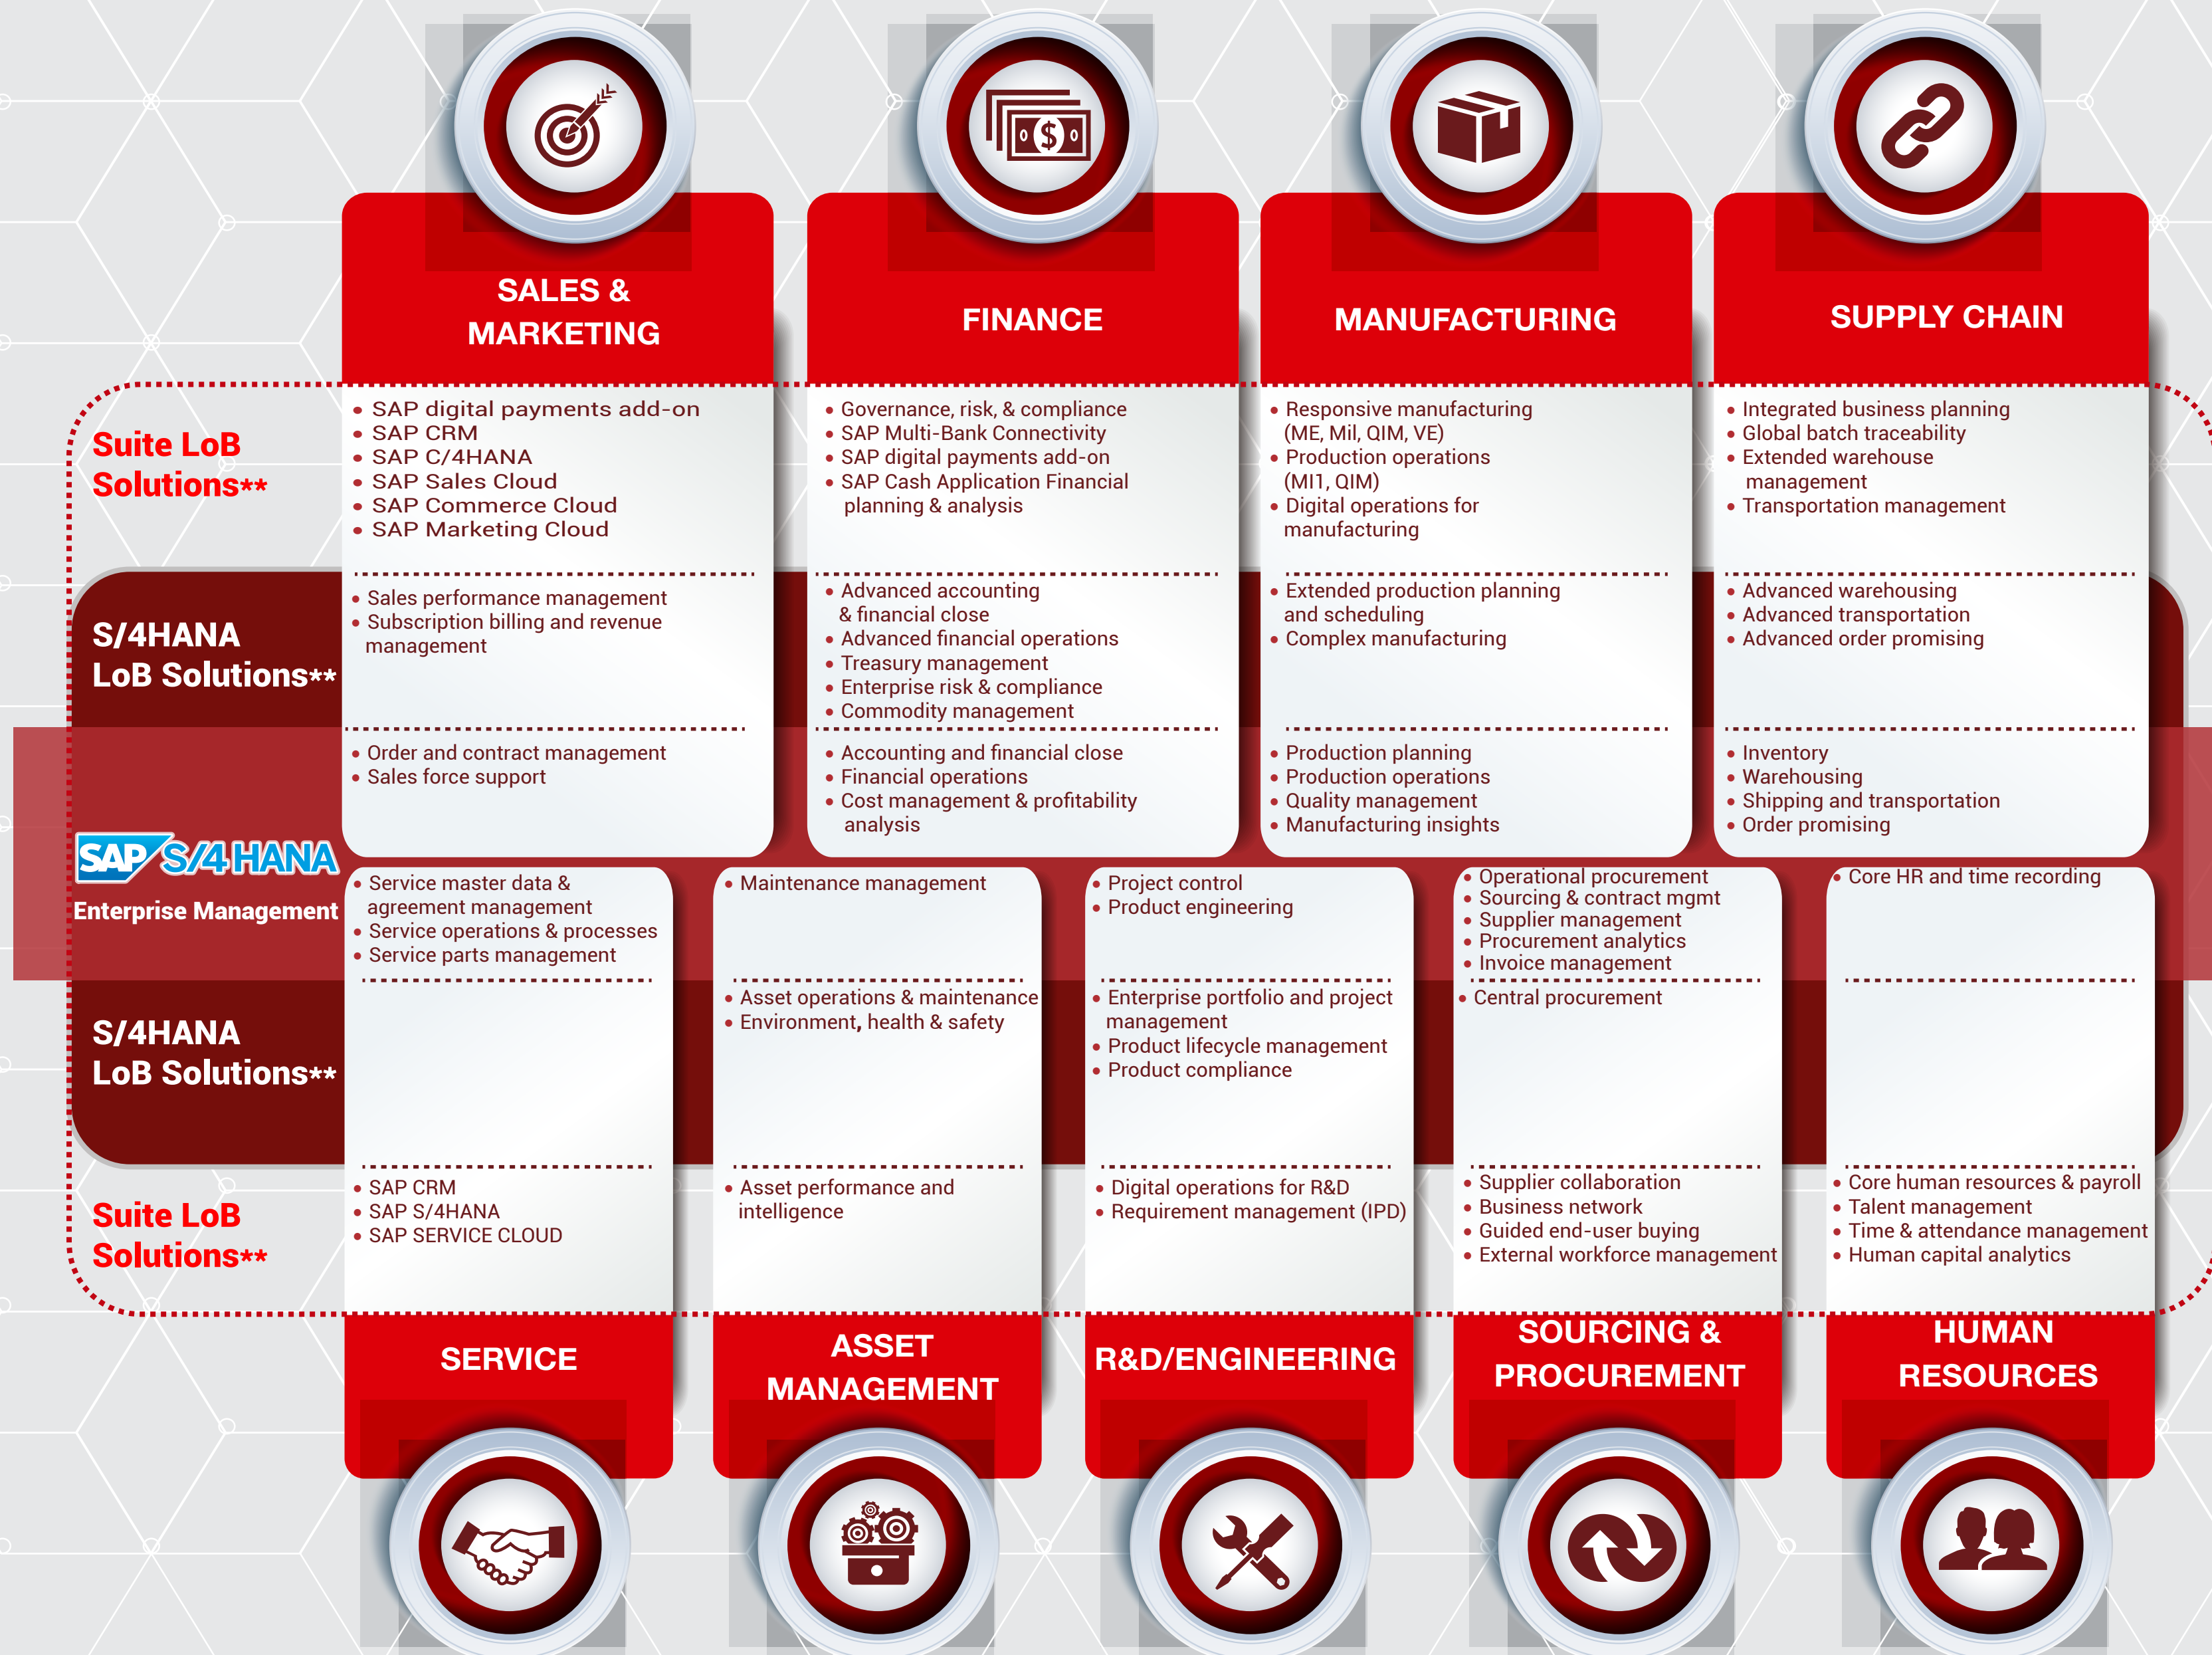 SALES &
MARKETING
FINANCE
MANUFACTURING
SUPPLY CHAIN
Suite LoB
Solutions**
• SAP digital payments add-on
• SAP CRM
• SAP C/4HANA
• SAP Sales Cloud
• SAP Commerce Cloud
• SAP Marketing Cloud
• Governance, risk, & compliance
• SAP Multi-Bank Connectivity
• SAP digital payments add-on
• SAP Cash Application Financial
planning & analysis
• Responsive manufacturing
(ME, Mil, QIM, VE)
• Production operations
(MI1, QIM)
• Digital operations for
manufacturing
• Integrated business planning
• Global batch traceability
• Extended warehouse
management
• Transportation management
S/4HANA
LoB Solutions**
• Sales performance management
• Subscription billing and revenue
management
• Advanced accounting
& financial close
• Advanced financial operations
• Treasury management
• Enterprise risk & compliance
• Commodity management
• Extended production planning
and scheduling
• Complex manufacturing
• Advanced warehousing
• Advanced transportation
• Advanced order promising
SAP S/4HANA
Enterprise Management
• Order and contract management
• Sales force support
• Accounting and financial close
• Financial operations
• Cost management & profitability
analysis
• Production planning
• Production operations
• Quality management
• Manufacturing insights
• Inventory
• Warehousing
• Shipping and transportation
• Order promising
• Service master data &
agreement management
• Service operations & processes
• Service parts management
• Maintenance management
• Project control
• Product engineering
• Operational procurement
• Sourcing & contract mgmt
• Supplier management
• Procurement analytics
• Invoice management
• Core HR and time recording
S/4HANA
LoB Solutions**
• Asset operations & maintenance
• Environment, health & safety
• Enterprise portfolio and project
management
• Product lifecycle management
• Product compliance
• Central procurement
Suite LoB
Solutions**
• SAP CRM
• SAP S/4HANA
• SAP SERVICE CLOUD
• Asset performance and
intelligence
• Digital operations for R&D
• Requirement management (IPD)
• Supplier collaboration
• Business network
• Guided end-user buying
• External workforce management
• Core human resources & payroll
• Talent management
• Time & attendance management
• Human capital analytics
SERVICE
ASSET
MANAGEMENT
R&D/ENGINEERING
SOURCING &
PROCUREMENT
HUMAN
RESOURCES